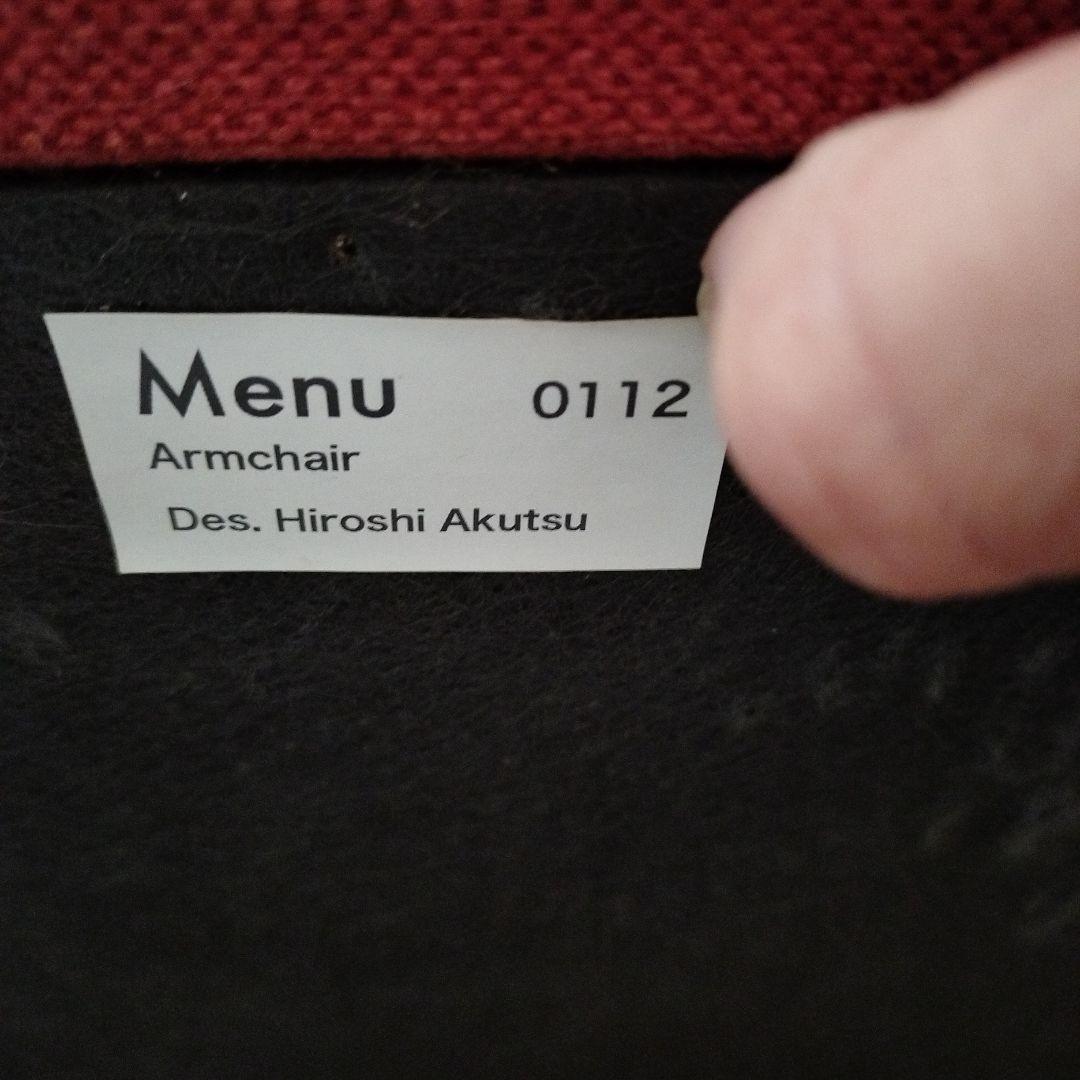 Menu 0112
Armchair
Des. Hiroshi Akutsu